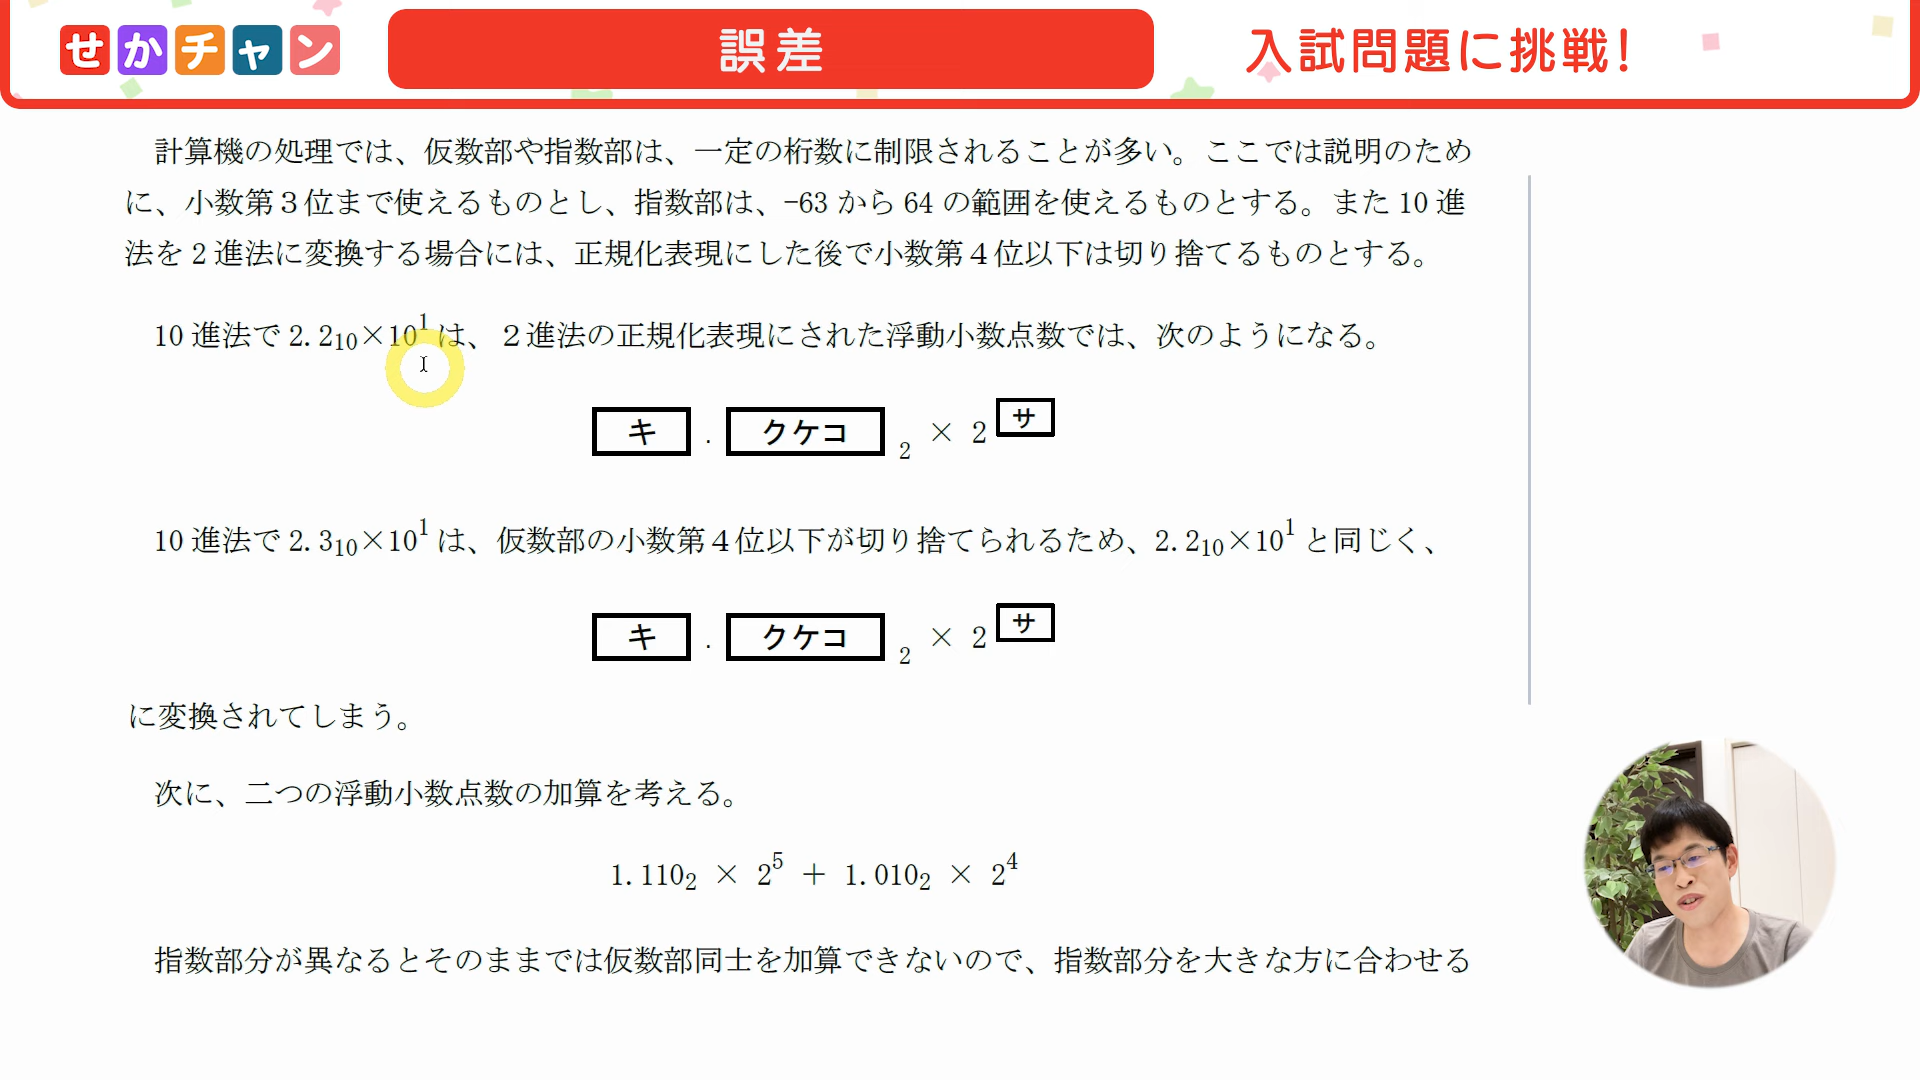 せかチャン
誤差
入試問題に挑戦!
計算機の処理では、仮数部や指数部は、一定の桁数に制限されることが多い。ここでは説明のため
に、小数第３位まで使えるものとし、指数部は、-63 から 64 の範囲を使えるものとする。また 10 進
法を 2 進法に変換する場合には、正規化表現にした後で小数第４位以下は切り捨てるものとする。
10 進法で 2.2₁₀×10¹ は、２進法の正規化表現にされた浮動小数点数では、次のようになる。
キ . クケコ ₂ × 2 サ
10 進法で 2.3₁₀×10¹ は、仮数部の小数第４位以下が切り捨てられるため、2.2₁₀×10¹ と同じく、
キ . クケコ ₂ × 2 サ
に変換されてしまう。
次に、二つの浮動小数点数の加算を考える。
1.110₂ × 2⁵ + 1.010₂ × 2⁴
指数部分が異なるとそのままでは仮数部同士を加算できないので、指数部分を大きな方に合わせる